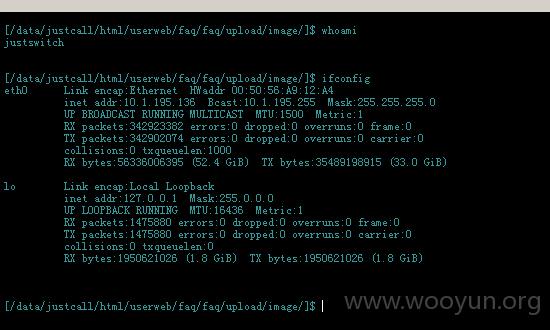 [/data/justcall/html/userweb/faq/faq/upload/image/]$ whoami
justswitch
[/data/justcall/html/userweb/faq/faq/upload/image/]$ ifconfig
eth0 Link encap:Ethernet HWaddr 00:50:56:A9:12:A4
inet addr:10.1.195.136 Bcast:10.1.195.255 Mask:255.255.255.0
UP BROADCAST RUNNING MULTICAST MTU:1500 Metric:1
RX packets:342923382 errors:0 dropped:0 overruns:0 frame:0
TX packets:342902074 errors:0 dropped:0 overruns:0 carrier:0
collisions:0 txqueuelen:1000
RX bytes:56336006395 (52.4 GiB) TX bytes:35489198915 (33.0 GiB)
lo Link encap:Local Loopback
inet addr:127.0.0.1 Mask:255.0.0.0
UP LOOPBACK RUNNING MTU:16436 Metric:1
RX packets:1475880 errors:0 dropped:0 overruns:0 frame:0
TX packets:1475880 errors:0 dropped:0 overruns:0 carrier:0
collisions:0 txqueuelen:0
RX bytes:1950621026 (1.8 GiB) TX bytes:1950621026 (1.8 GiB)
[/data/justcall/html/userweb/faq/faq/upload/image/]$
www.wooyun.org